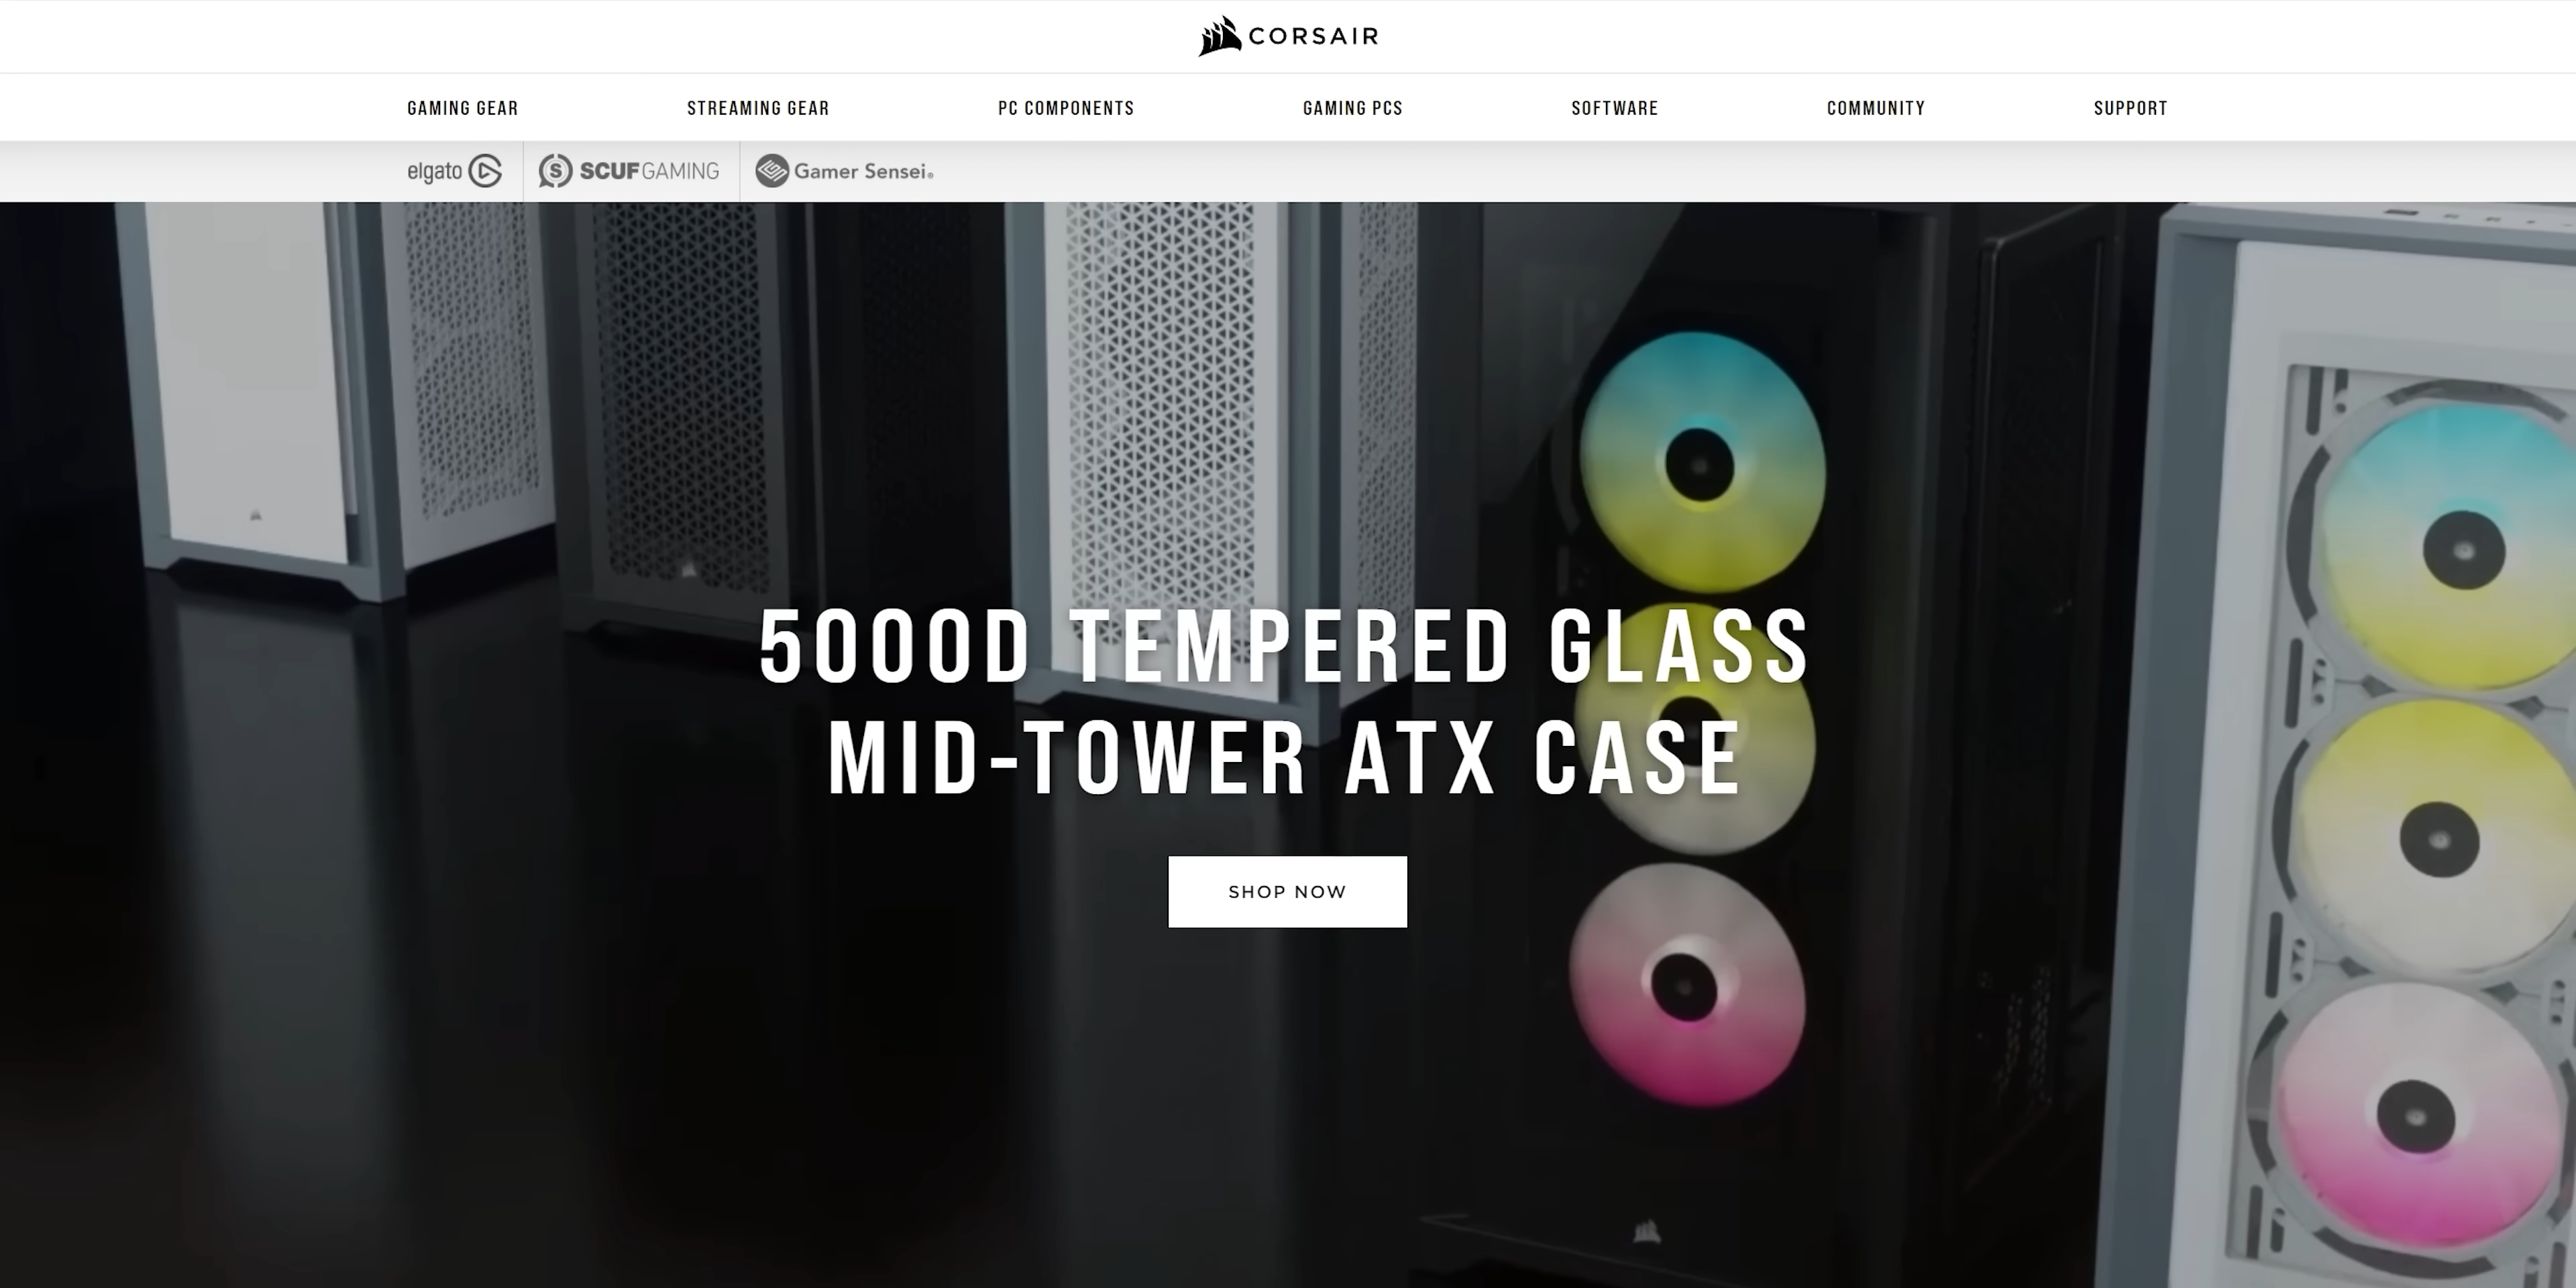 CORSAIR
GAMING GEAR
STREAMING GEAR
PC COMPONENTS
GAMING PCS
SOFTWARE
COMMUNITY
SUPPORT
elgato
SCUFGAMING
Gamer Sensei®
5000D TEMPERED GLASS
MID-TOWER ATX CASE
SHOP NOW